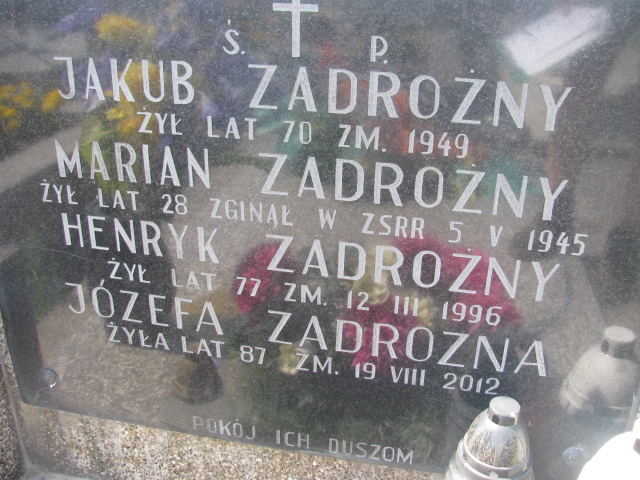 Ś. P.
JAKUB ZADROŻNY
ŻYŁ LAT 70 ZM. 1949
MARIAN ZADROŻNY
ŻYŁ LAT 28 ZGINĄŁ W ZSRR 5 V 1945
HENRYK ZADROŻNY
ŻYŁ LAT 77 ZM. 12 III 1996
JÓZEFA ZADROŻNA
ŻYŁA LAT 87 ZM. 19 VIII 2012
POKÓJ ICH DUSZOM